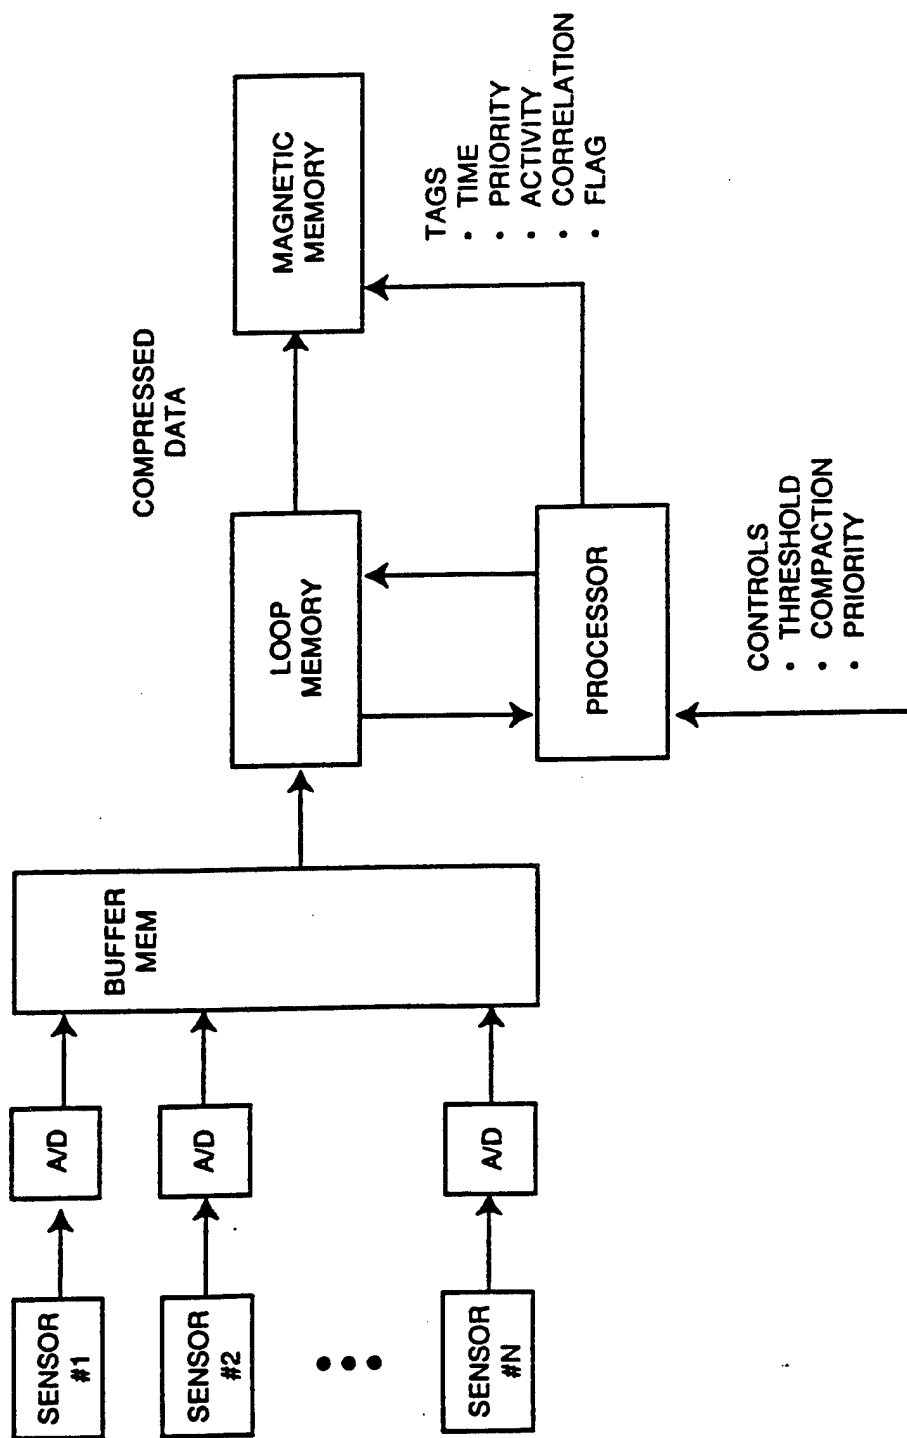 SENSOR
#1
A/D
SENSOR
#2
A/D
SENSOR
#N
A/D
BUFFER
MEM
LOOP
MEMORY
COMPRESSED
DATA
MAGNETIC
MEMORY
PROCESSOR
TAGS
• TIME
• PRIORITY
• ACTIVITY
• CORRELATION
• FLAG
CONTROLS
• THRESHOLD
• COMPACTION
• PRIORITY